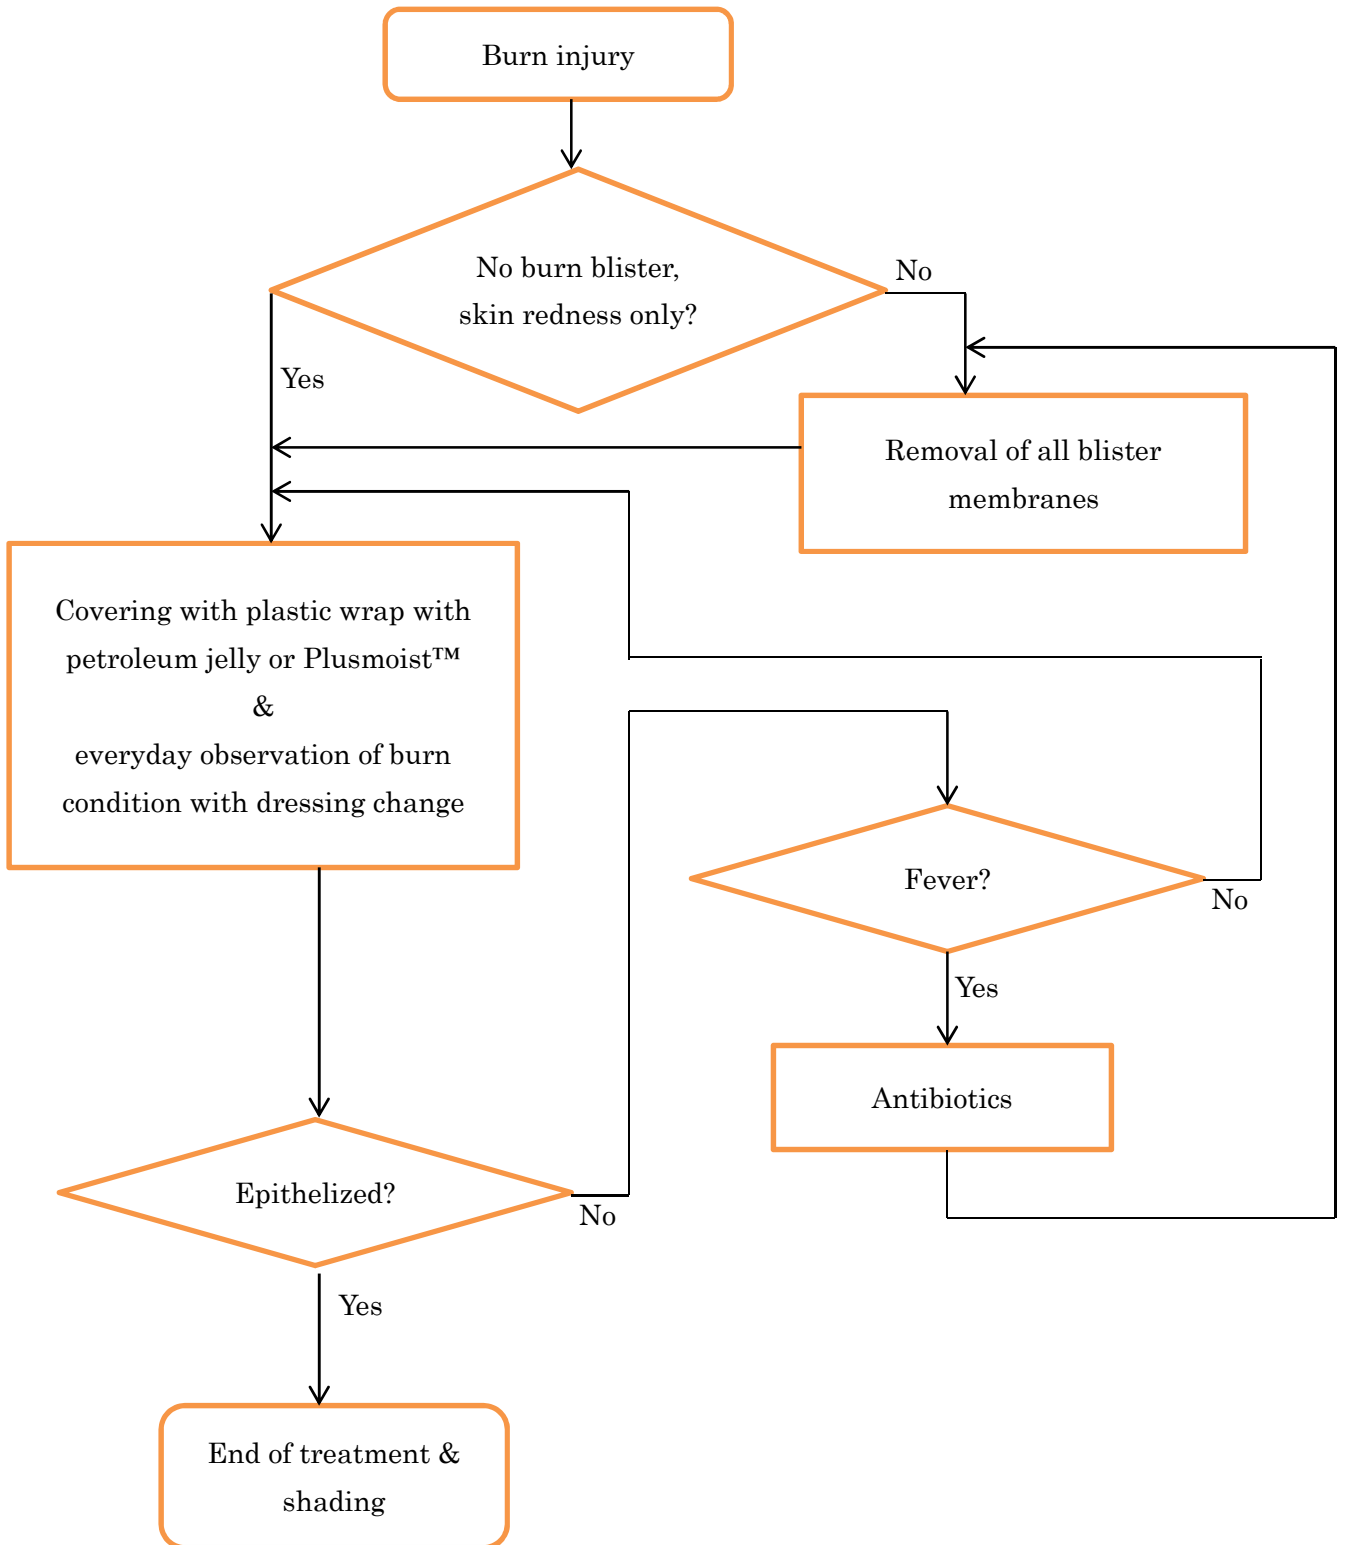 Burn injury
No burn blister,
skin redness only?
No
Yes
Removal of all blister
membranes
Covering with plastic wrap with
petroleum jelly or Plusmoist™
&
everyday observation of burn
condition with dressing change
Fever?
No
Yes
Antibiotics
Epithelized?
No
Yes
End of treatment &
shading